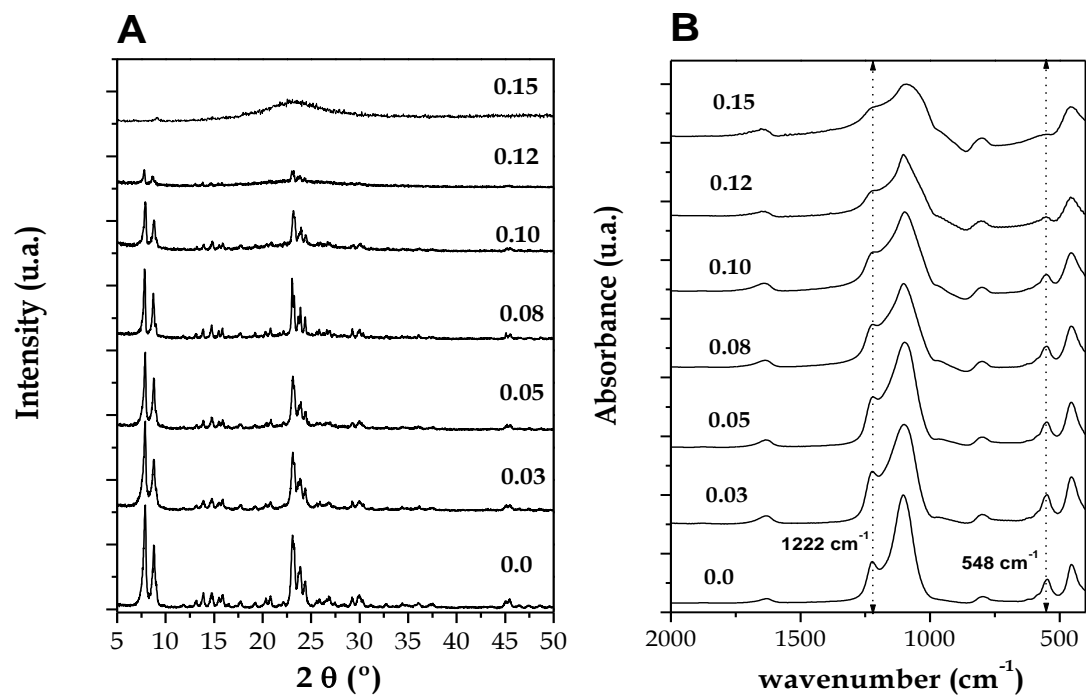 A
Intensity (u.a.)
0.15
0.12
0.10
0.08
0.05
0.03
0.0
5 10 15 20 25 30 35 40 45 50
2 θ (º)
B
Absorbance (u.a.)
0.15
0.12
0.10
0.08
0.05
0.03
1222 cm⁻¹
548 cm⁻¹
0.0
2000 1500 1000 500
wavenumber (cm⁻¹)